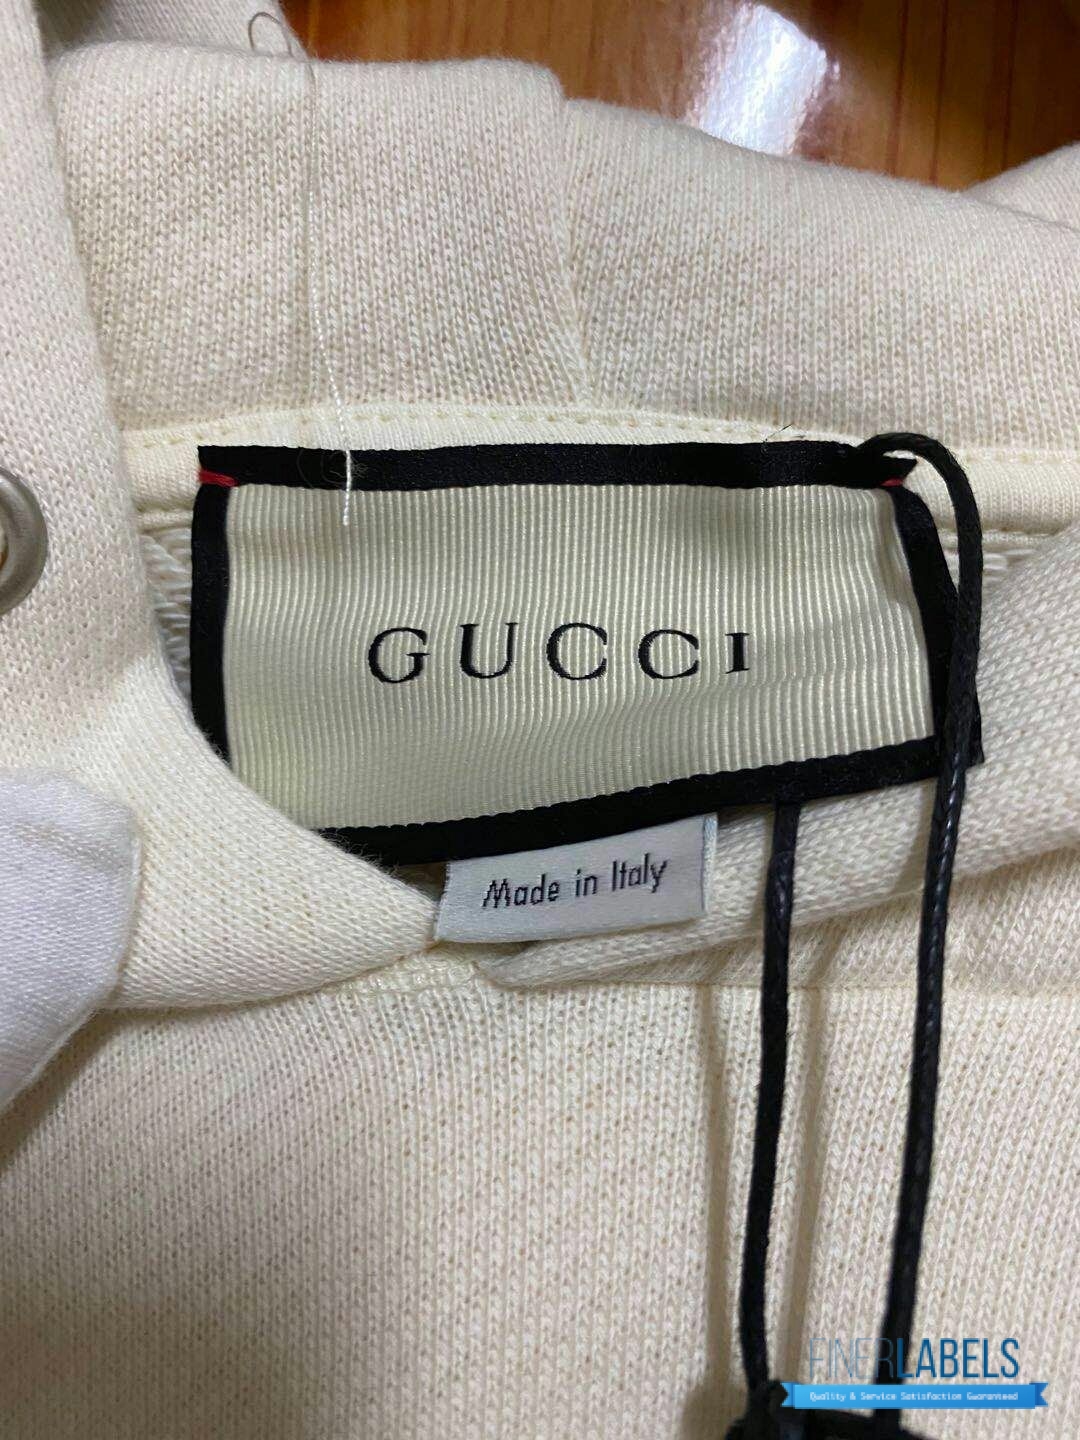 GUCCI
Made in Italy
FINERLABELS
Quality & Service Satisfaction Guaranteed